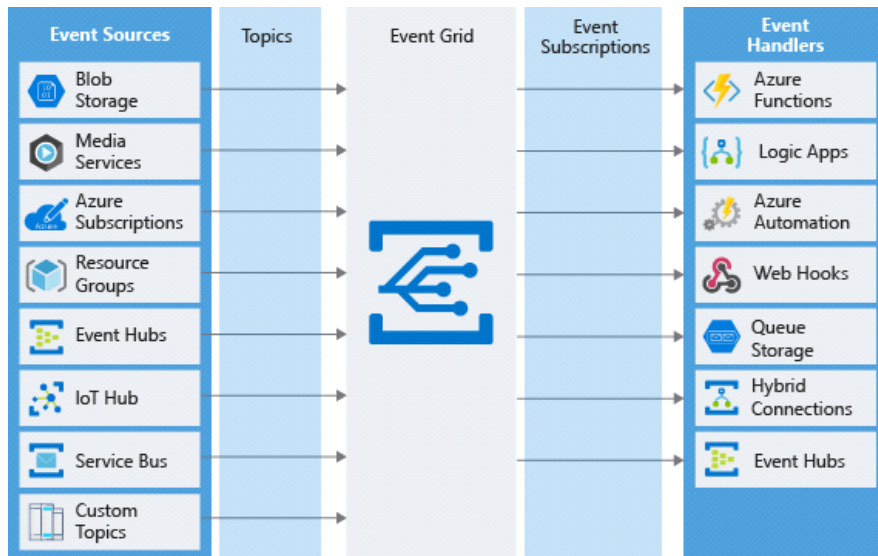 Event Sources
Topics
Event Grid
Event
Subscriptions
Event
Handlers
Blob
Storage
Media
Services
Azure
Subscriptions
Resource
Groups
Event Hubs
IoT Hub
Service Bus
Custom
Topics
Azure
Functions
Logic Apps
Azure
Automation
Web Hooks
Queue
Storage
Hybrid
Connections
Event Hubs